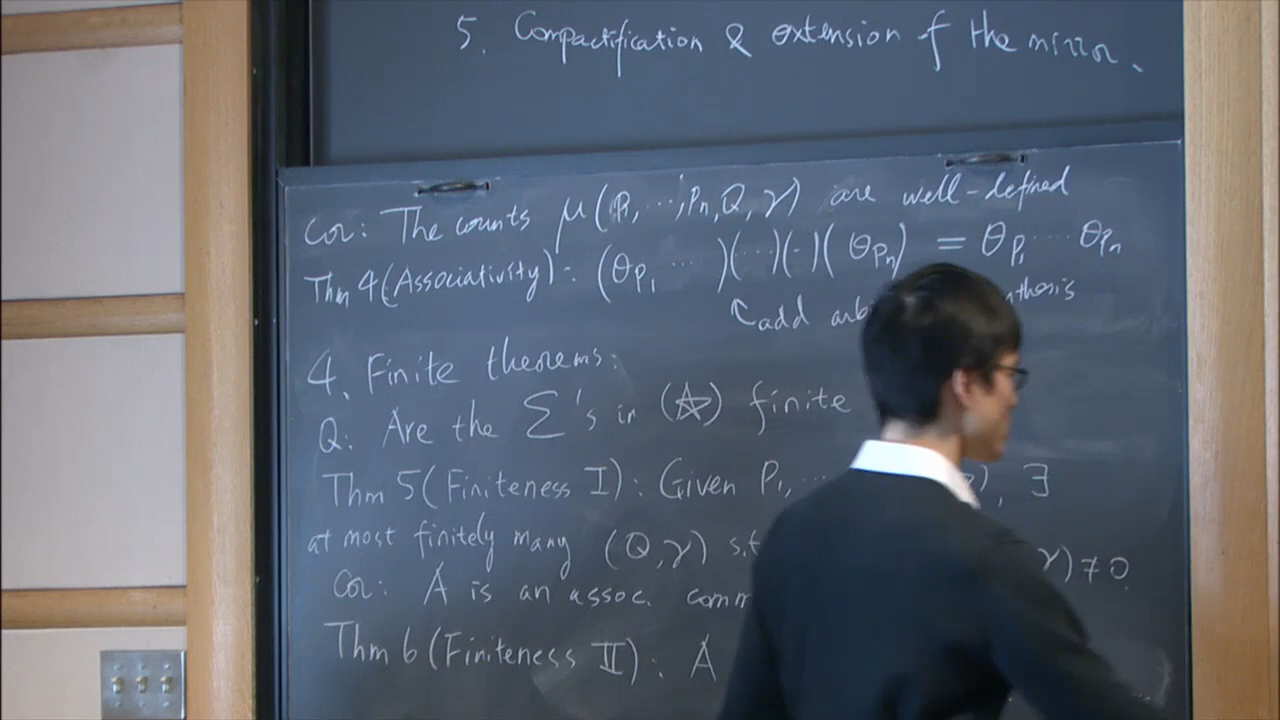 5. Compactification & extension of the mirror.
Cor: The counts μ(P₁, ..., Pn, Q, γ) are well-defined
Thm 4 (Associativity): (θP₁ ... )(...)(·)( θPn) = θP₁ ... θPn
add
4. Finite theorems:
Q: Are the Σ's in (☆) finite
Thm 5 (Finiteness I): Given P₁, ... ), ∃
at most finitely many (Q, γ) s.t γ) ≠ 0.
Cor: A is an assoc. comm
Thm 6 (Finiteness II): A